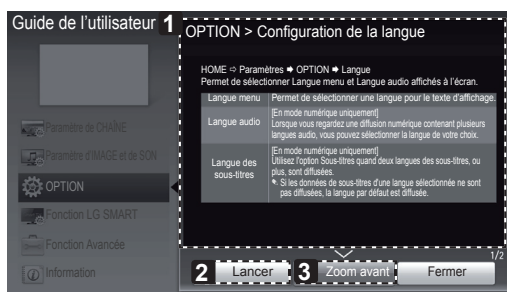 Guide de l'utilisateur
1
OPTION > Configuration de la langue
HOME ⇨ Paramètres ➡ OPTION ➡ Langue
Permet de sélectionner Langue menu et Langue audio affichés à l'écran.
Langue menu
Permet de sélectionner une langue pour le texte d'affichage.
Langue audio
[En mode numérique uniquement]
Lorsque vous regardez une diffusion numérique contenant plusieurs
langues audio, vous pouvez sélectionner la langue de votre choix.
Langue des
sous-titres
[En mode numérique uniquement]
Utilisez l'option Sous-titres quand deux langues des sous-titres, ou
plus, sont diffusées.
Si les données de sous-titres d'une langue sélectionnée ne sont
pas diffusées, la langue par défaut est diffusée.
Paramètre de CHAÎNE
Paramètre d'IMAGE et de SON
OPTION
Fonction LG SMART
Fonction Avancée
Information
1/2
2
Lancer
3
Zoom avant
Fermer